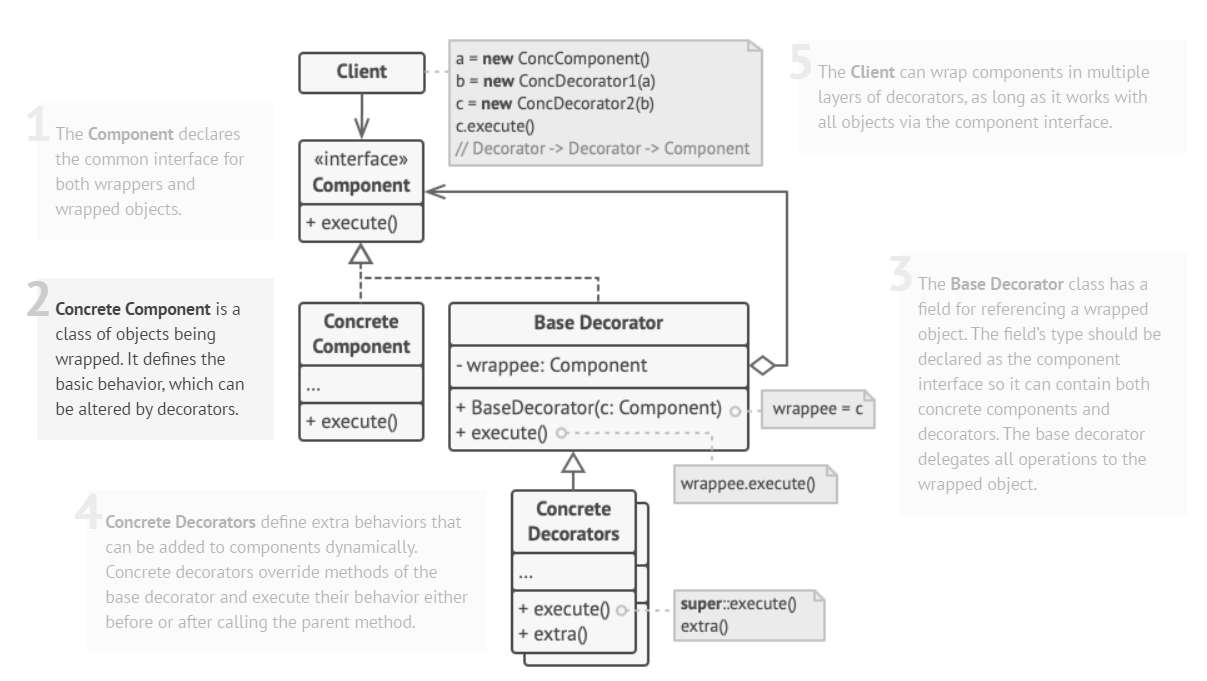 Client
a = new ConcComponent()
b = new ConcDecorator1(a)
c = new ConcDecorator2(b)
c.execute()
// Decorator -> Decorator -> Component
5
The Client can wrap components in multiple
layers of decorators, as long as it works with
all objects via the component interface.
1
The Component declares
the common interface for
both wrappers and
wrapped objects.
«interface»
Component
+ execute()
2
Concrete Component is a
class of objects being
wrapped. It defines the
basic behavior, which can
be altered by decorators.
Concrete
Component
...
+ execute()
Base Decorator
- wrappee: Component
+ BaseDecorator(c: Component)
+ execute()
wrappee = c
wrappee.execute()
3
The Base Decorator class has a
field for referencing a wrapped
object. The field's type should be
declared as the component
interface so it can contain both
concrete components and
decorators. The base decorator
delegates all operations to the
wrapped object.
4
Concrete Decorators define extra behaviors that
can be added to components dynamically.
Concrete decorators override methods of the
base decorator and execute their behavior either
before or after calling the parent method.
Concrete
Decorators
...
+ execute()
+ extra()
super::execute()
extra()